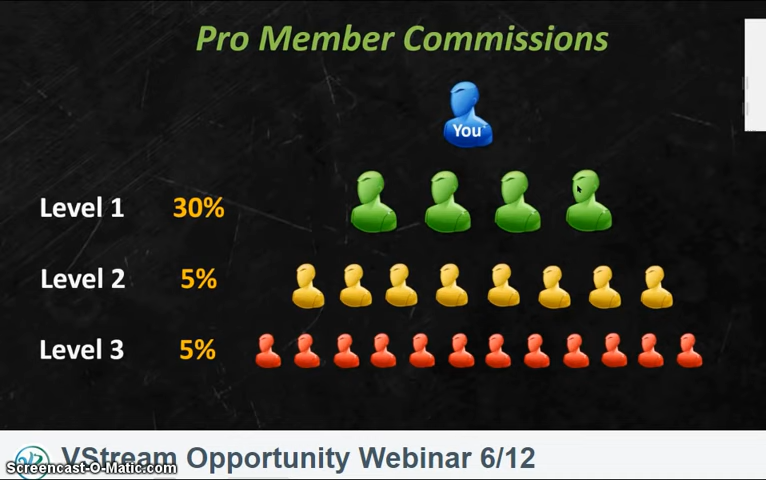 Pro Member Commissions
You
Level 1 30%
Level 2 5%
Level 3 5%
VStream Opportunity Webinar 6/12
Screencast-O-Matic.com